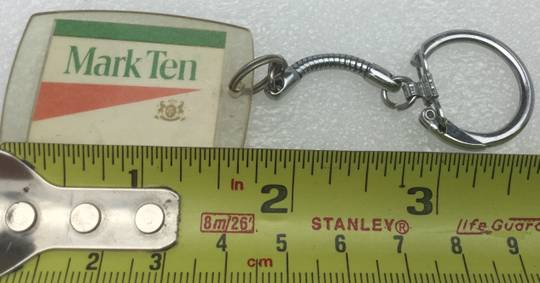 Mark Ten
1 In 2 3
8m/26' STANLEY® life Guard
2 3 4 5 6 7 8 9
cm